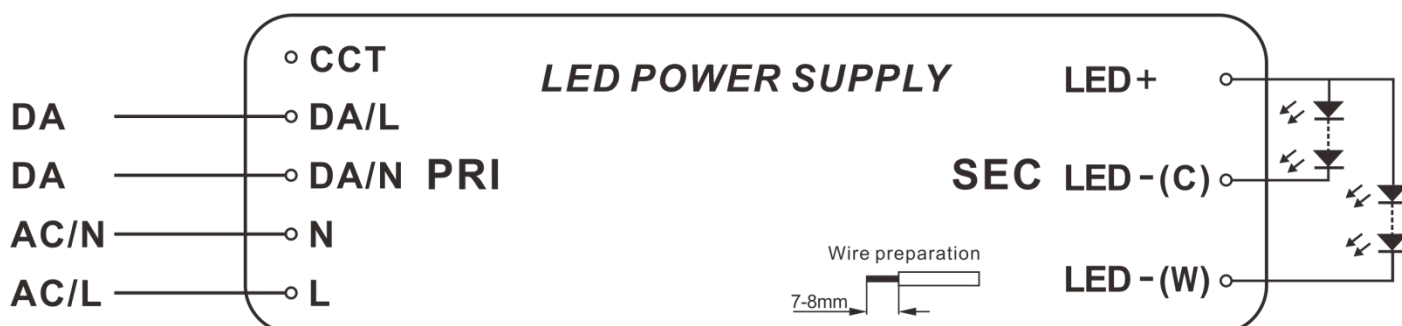 CCT
LED POWER SUPPLY
LED+
DA
DA/L
DA
DA/N
PRI
SEC
LED-(C)
AC/N
N
Wire preparation
LED-(W)
AC/L
L
7-8mm